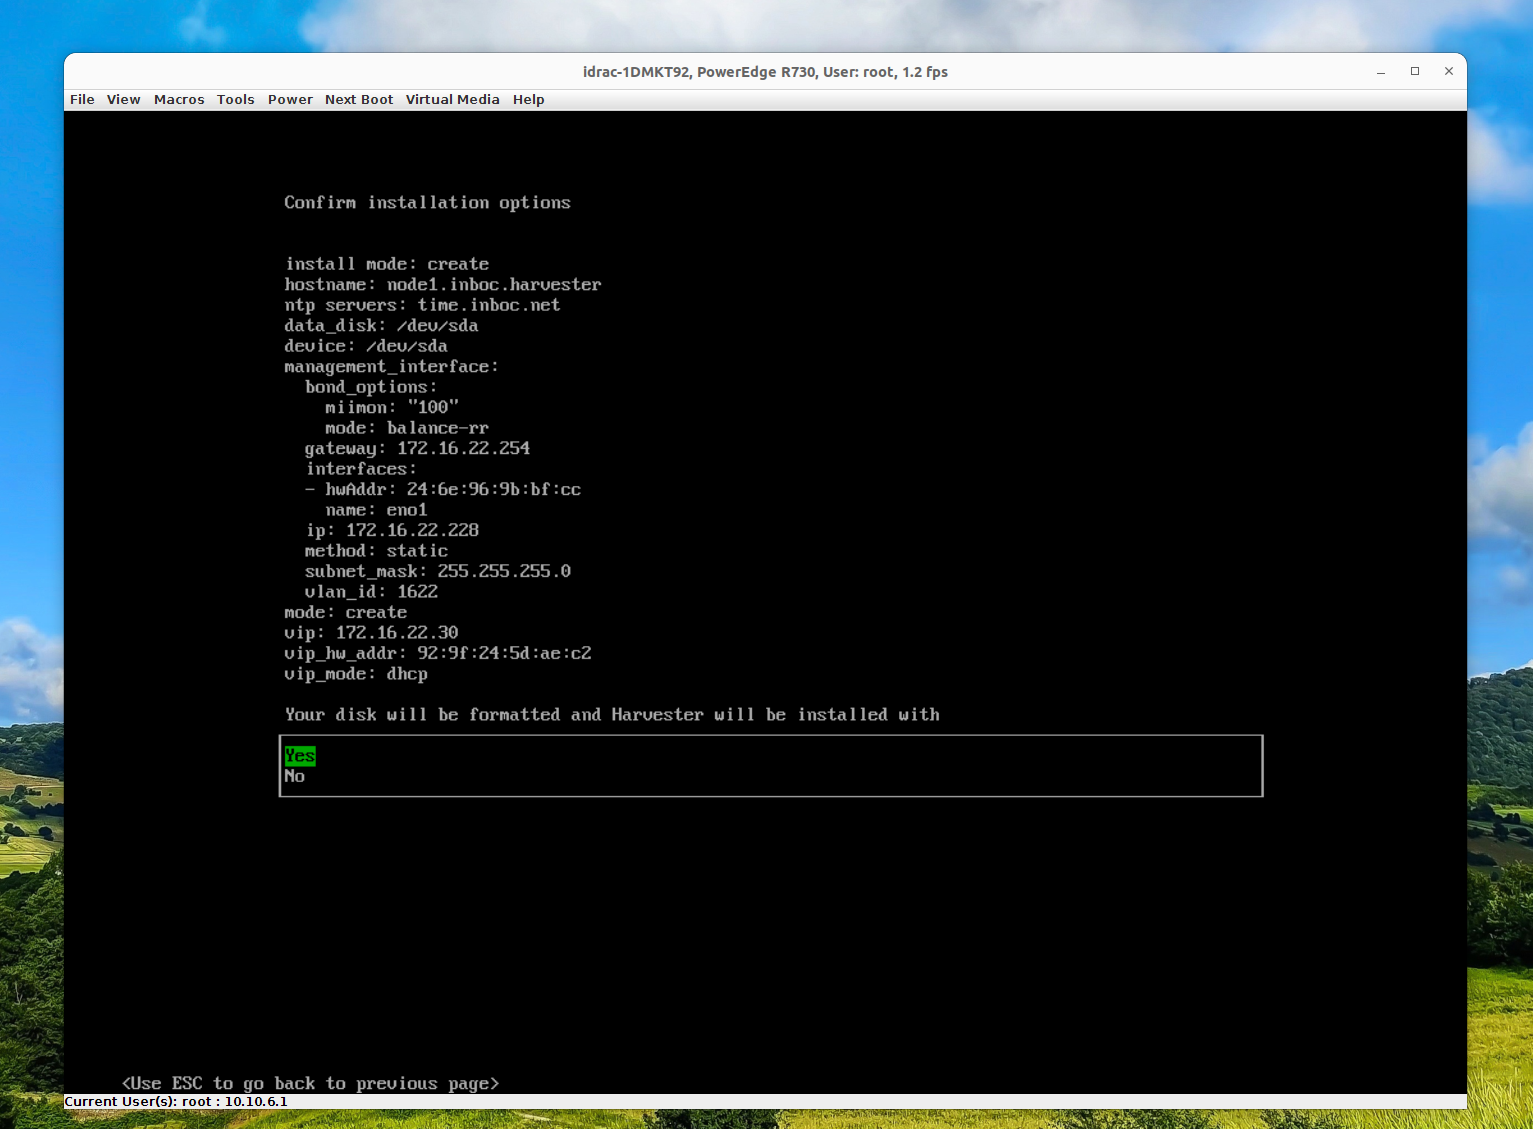 idrac-1DMKT92, PowerEdge R730, User: root, 1.2 fps
File View Macros Tools Power Next Boot Virtual Media Help
Confirm installation options
install mode: create
hostname: node1.inboc.harvester
ntp servers: time.inboc.net
data_disk: /dev/sda
device: /dev/sda
management_interface:
bond_options:
miimon: "100"
mode: balance-rr
gateway: 172.16.22.254
interfaces:
- hwAddr: 24:6e:96:9b:bf:cc
name: eno1
ip: 172.16.22.228
method: static
subnet_mask: 255.255.255.0
vlan_id: 1622
mode: create
vip: 172.16.22.30
vip_hw_addr: 92:9f:24:5d:ae:c2
vip_mode: dhcp
Your disk will be formatted and Harvester will be installed with
Yes
No
<Use ESC to go back to previous page>
Current User(s): root : 10.10.6.1